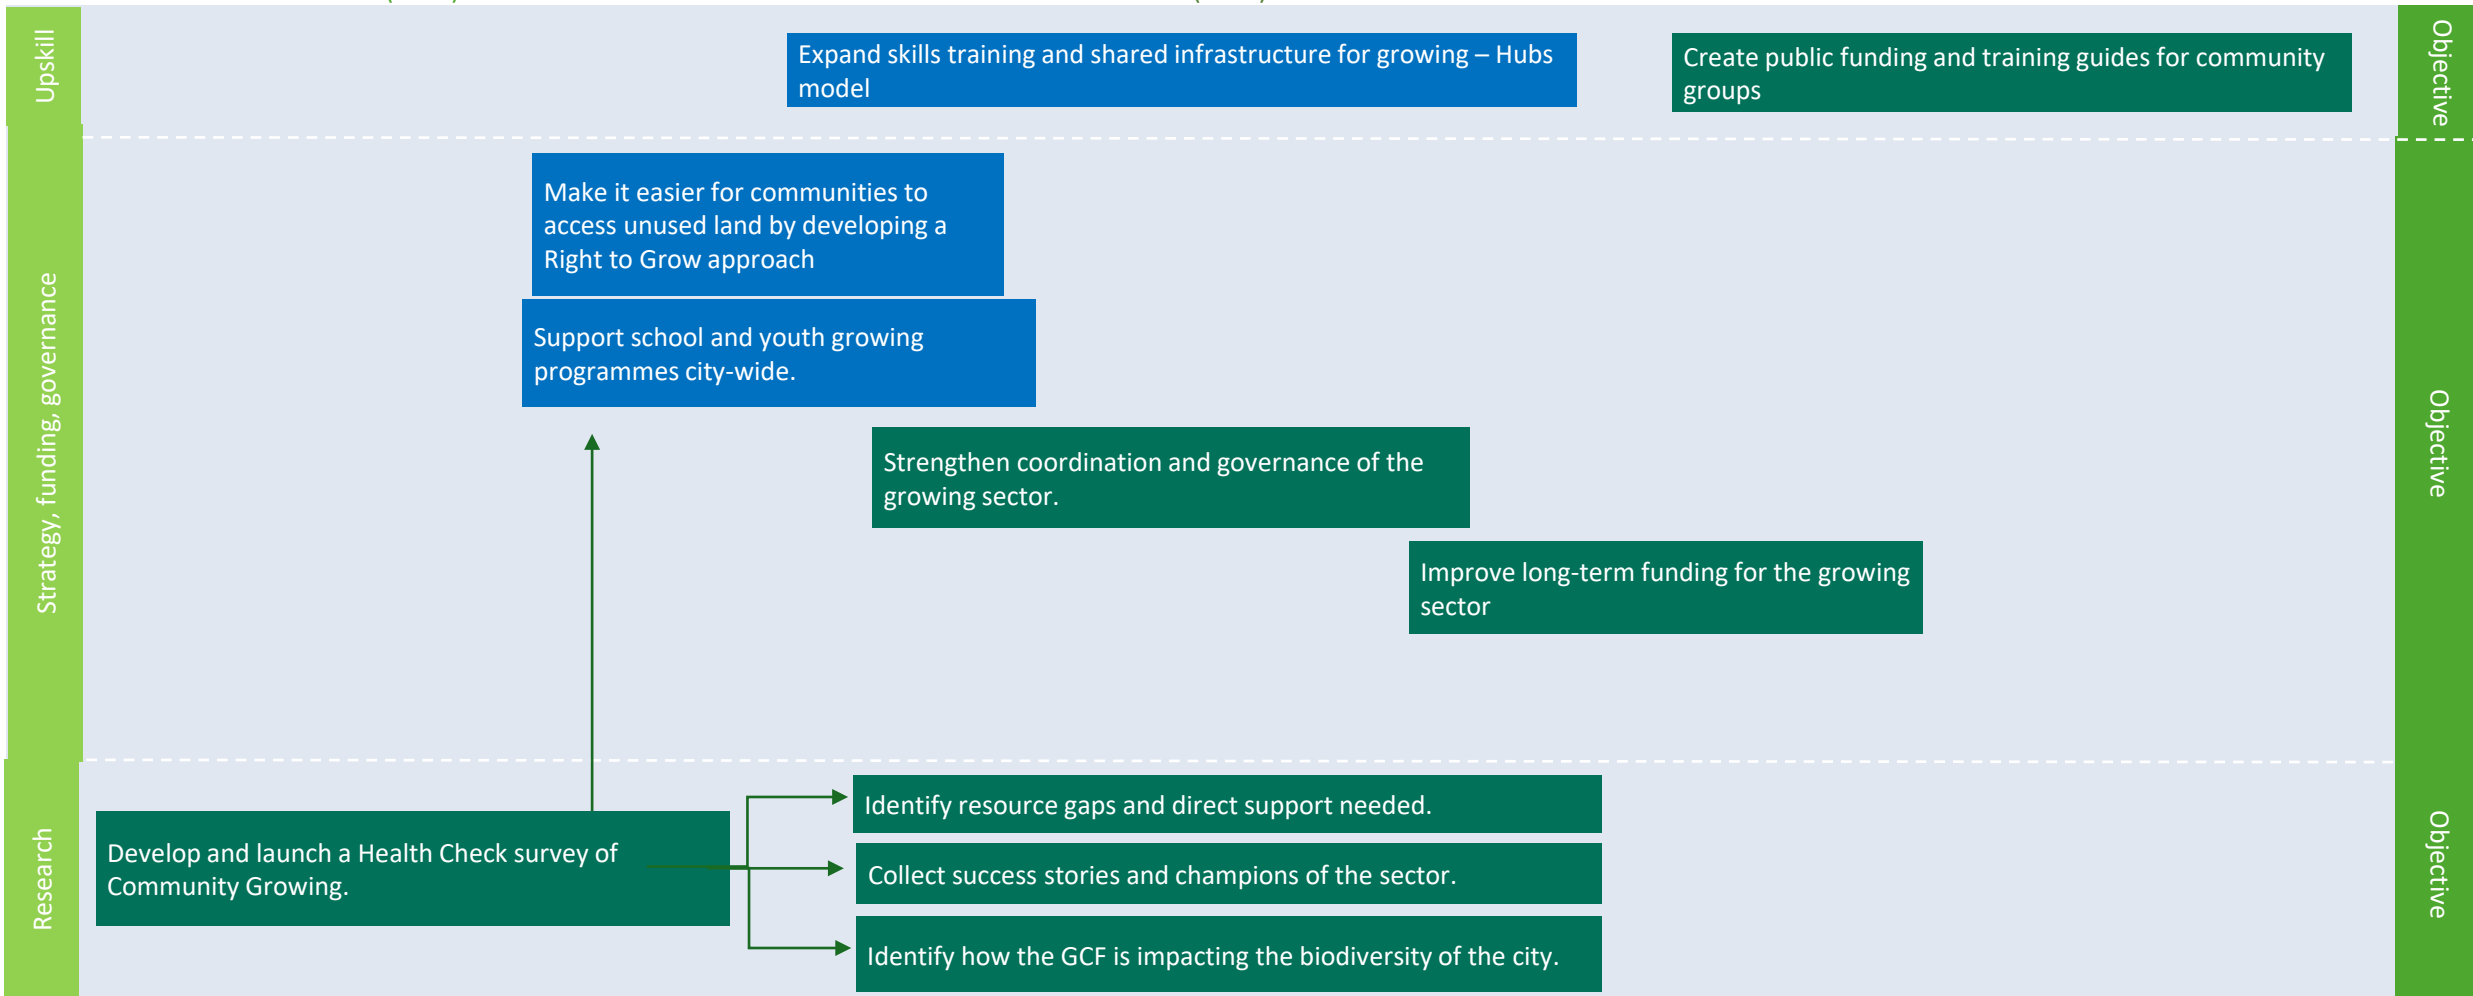 Upskill
Expand skills training and shared infrastructure for growing – Hubs
model
Create public funding and training guides for community
groups
Objective
Strategy, funding, governance
Make it easier for communities to
access unused land by developing a
Right to Grow approach
Support school and youth growing
programmes city-wide.
Strengthen coordination and governance of the
growing sector.
Improve long-term funding for the growing
sector
Objective
Research
Develop and launch a Health Check survey of
Community Growing.
Identify resource gaps and direct support needed.
Collect success stories and champions of the sector.
Identify how the GCF is impacting the biodiversity of the city.
Objective